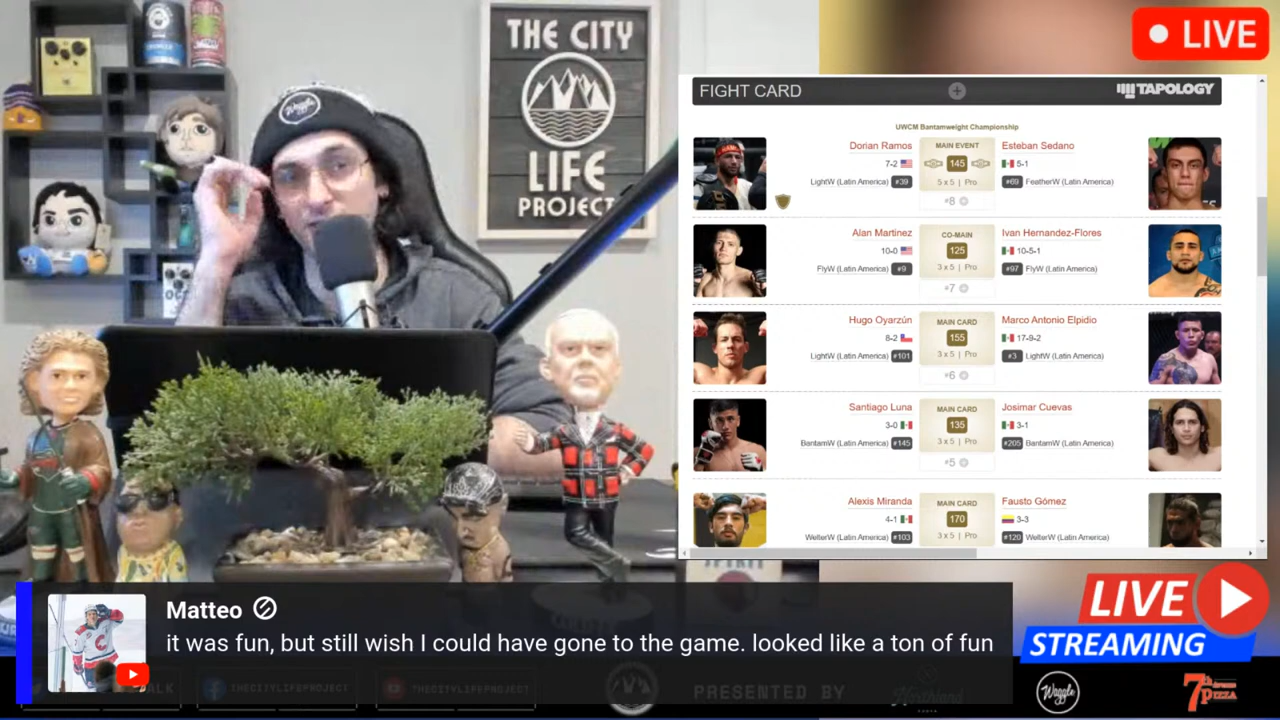 LIVE
Waggle
THE CITY
LIFE
PROJECT
FIGHT CARD
TAPOLOGY
UWCM Bantamweight Championship
Dorian Ramos
7-2
LightW (Latin America) #39
MAIN EVENT
145
5 x 5 | Pro
#8
Esteban Sedano
5-1
#69 FeatherW (Latin America)
Alan Martinez
10-0
FlyW (Latin America) #9
CO-MAIN
125
3 x 5 | Pro
#7
Ivan Hernandez-Flores
10-5-1
#97 FlyW (Latin America)
Hugo Oyarzún
8-2
LightW (Latin America) #101
MAIN CARD
155
3 x 5 | Pro
#6
Marco Antonio Elpidio
17-9-2
#3 LightW (Latin America)
Santiago Luna
3-0
BantamW (Latin America) #145
MAIN CARD
135
3 x 5 | Pro
#5
Josimar Cuevas
3-1
#205 BantamW (Latin America)
Alexis Miranda
4-1
WelterW (Latin America) #103
MAIN CARD
170
3 x 5 | Pro
Fausto Gómez
3-3
#120 WelterW (Latin America)
Matteo
it was fun, but still wish I could have gone to the game. looked like a ton of fun
LIVE
STREAMING
THECITYLIFEPROJECT
THECITYLIFEPROJECT
PRESENTED BY
Northland
Waggle
7th
PIZZA